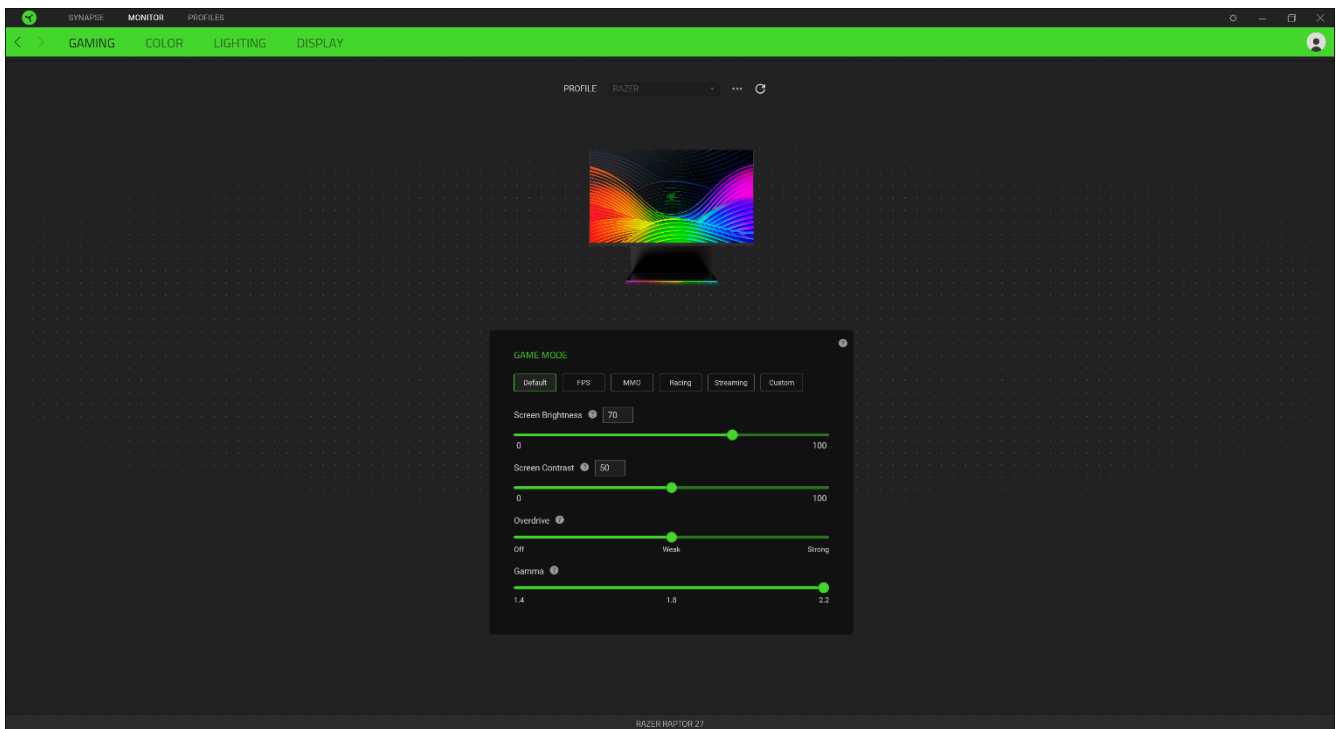 SYNAPSE MONITOR PROFILES
GAMING COLOR LIGHTING DISPLAY
PROFILE RAZER
GAME MODE
Default FPS MMO Racing Streaming Custom
Screen Brightness 70
0 100
Screen Contrast 50
0 100
Overdrive
Off Weak Strong
Gamma
1.4 1.8 2.2
RAZER RAPTOR 27